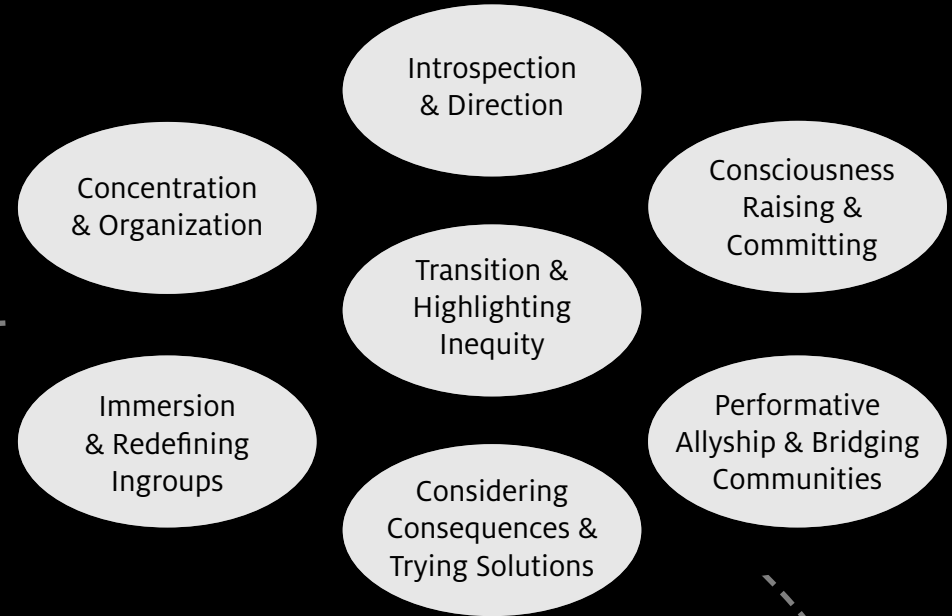 Introspection
& Direction
Concentration
& Organization
Consciousness
Raising &
Committing
Transition &
Highlighting
Inequity
Immersion
& Redefining
Ingroups
Performative
Allyship & Bridging
Communities
Considering
Consequences &
Trying Solutions